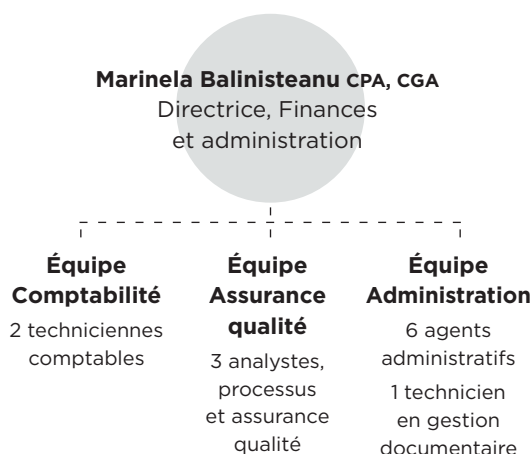 Marinela Balinisteanu CPA, CGA
Directrice, Finances
et administration
Équipe
Comptabilité
2 techniciennes
comptables
Équipe
Assurance
qualité
3 analystes,
processus
et assurance
qualité
Équipe
Administration
6 agents
administratifs
1 technicien
en gestion
documentaire